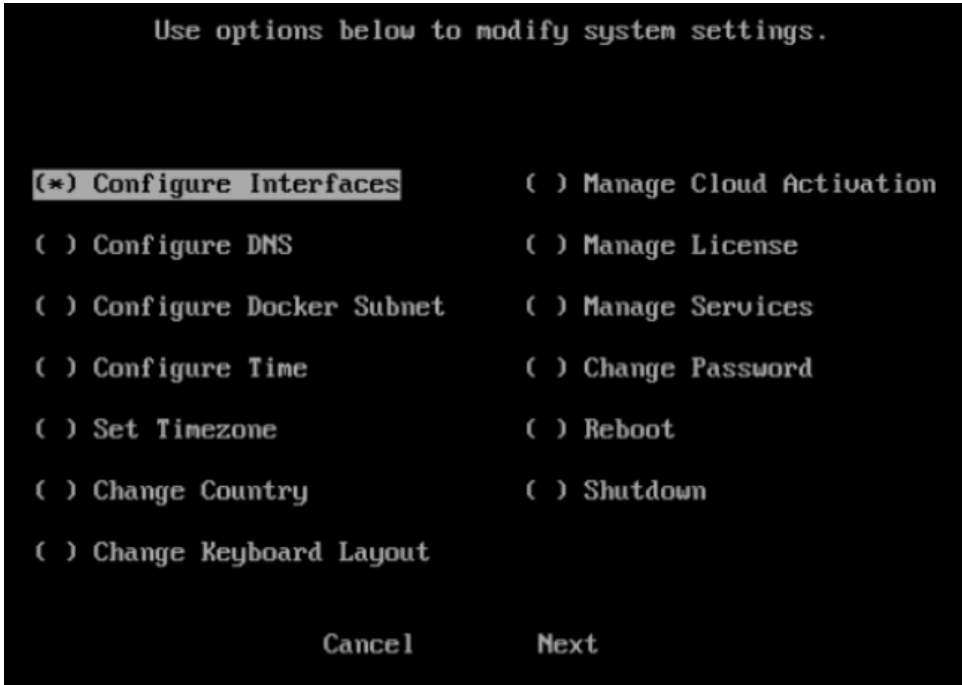 Use options below to modify system settings.
(*) Configure Interfaces ( ) Manage Cloud Activation
( ) Configure DNS ( ) Manage License
( ) Configure Docker Subnet ( ) Manage Services
( ) Configure Time ( ) Change Password
( ) Set Timezone ( ) Reboot
( ) Change Country ( ) Shutdown
( ) Change Keyboard Layout
Cancel Next